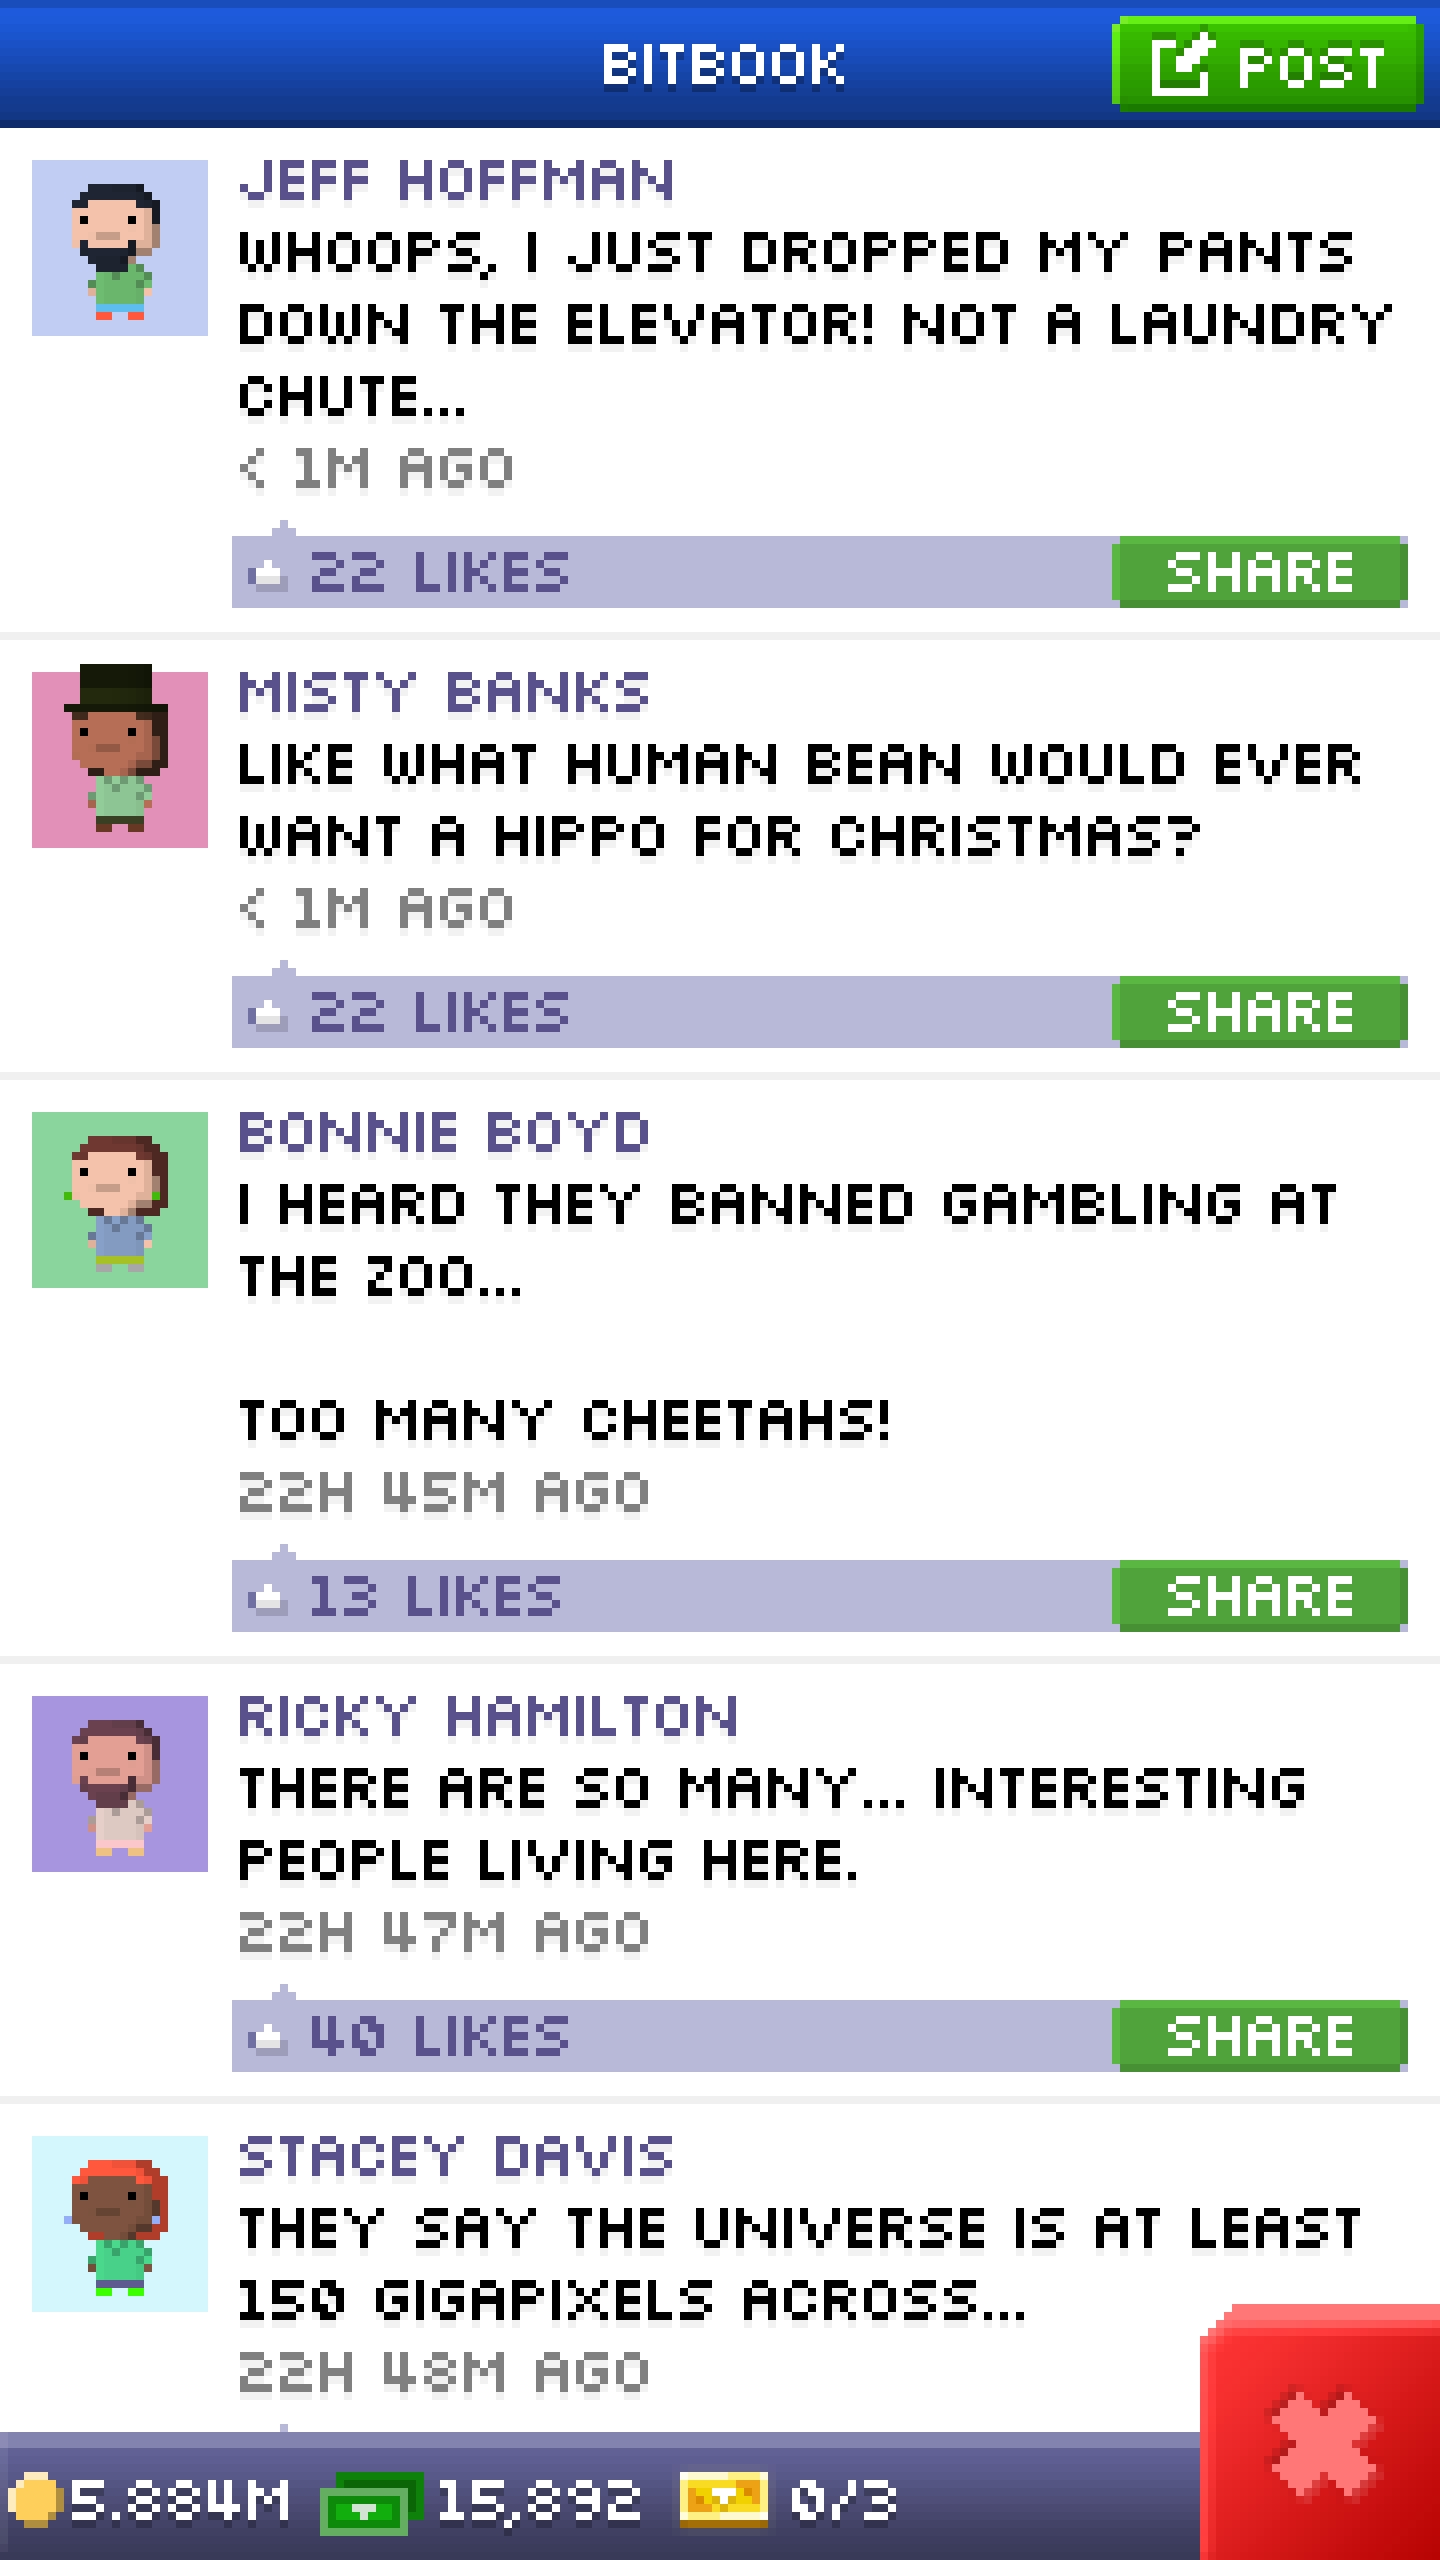 BITBOOK
POST
JEFF HOFFMAN
WHOOPS, I JUST DROPPED MY PANTS
DOWN THE ELEVATOR! NOT A LAUNDRY
CHUTE...
< 1M AGO
22 LIKES
SHARE
MISTY BANKS
LIKE WHAT HUMAN BEAN WOULD EVER
WANT A HIPPO FOR CHRISTMAS?
< 1M AGO
22 LIKES
SHARE
BONNIE BOYD
I HEARD THEY BANNED GAMBLING AT
THE ZOO...
TOO MANY CHEETAHS!
22H 45M AGO
13 LIKES
SHARE
RICKY HAMILTON
THERE ARE SO MANY... INTERESTING
PEOPLE LIVING HERE.
22H 47M AGO
40 LIKES
SHARE
STACEY DAVIS
THEY SAY THE UNIVERSE IS AT LEAST
150 GIGAPIXELS ACROSS...
22H 48M AGO
5.884M 15,892 0/3